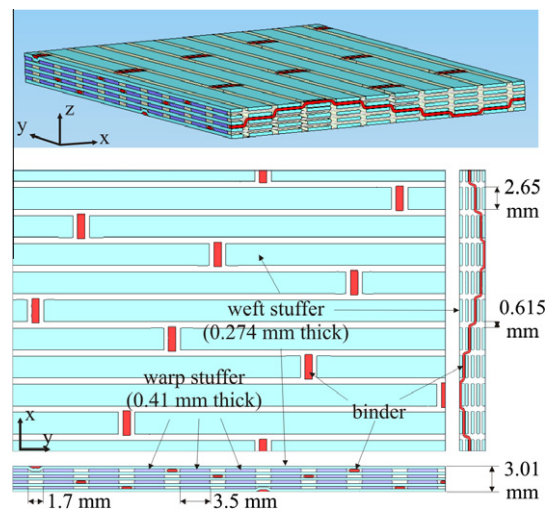 z
y
x
2.65
mm
weft stuffer
(0.274 mm thick)
0.615
mm
warp stuffer
(0.41 mm thick)
binder
x
y
3.01
mm
1.7 mm
3.5 mm